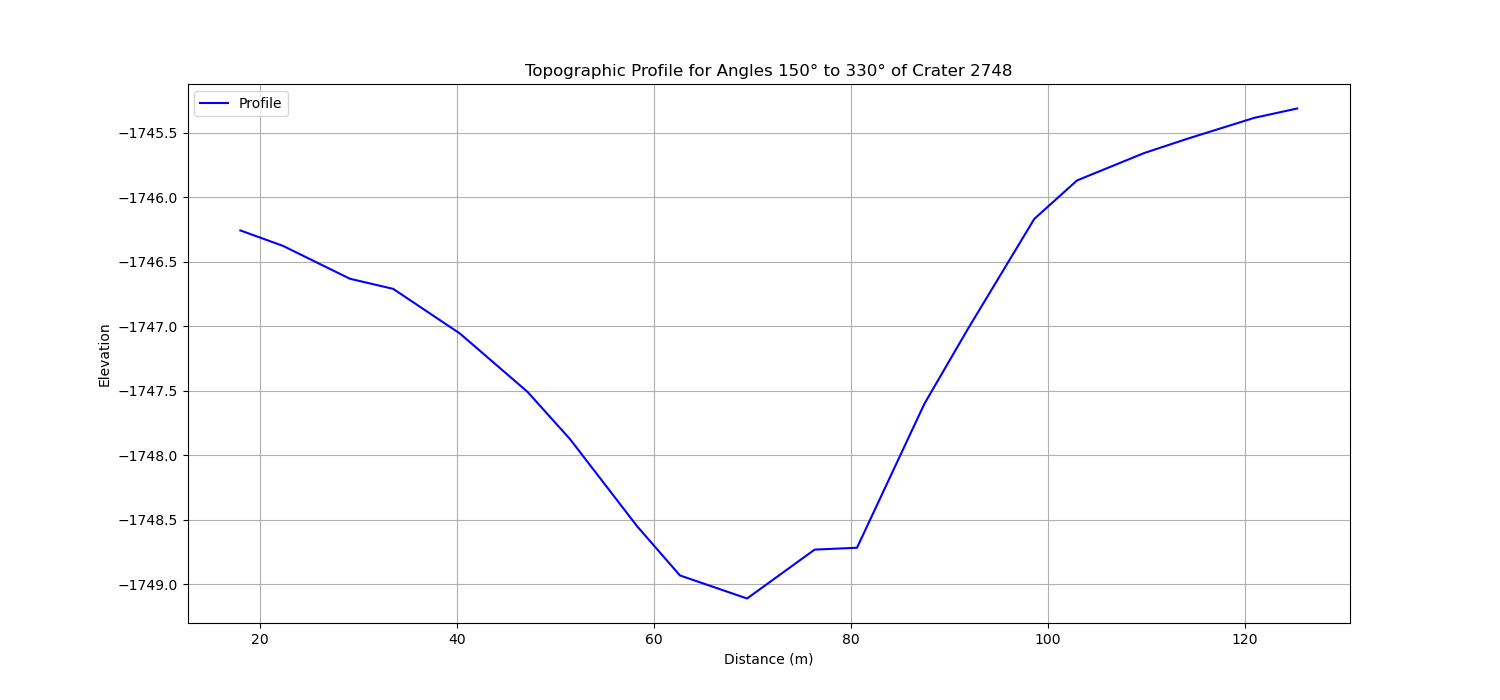 Topographic Profile for Angles 150° to 330° of Crater 2748
Profile
−1745.5
−1746.0
−1746.5
−1747.0
−1747.5
−1748.0
−1748.5
−1749.0
Elevation
20 40 60 80 100 120
Distance (m)